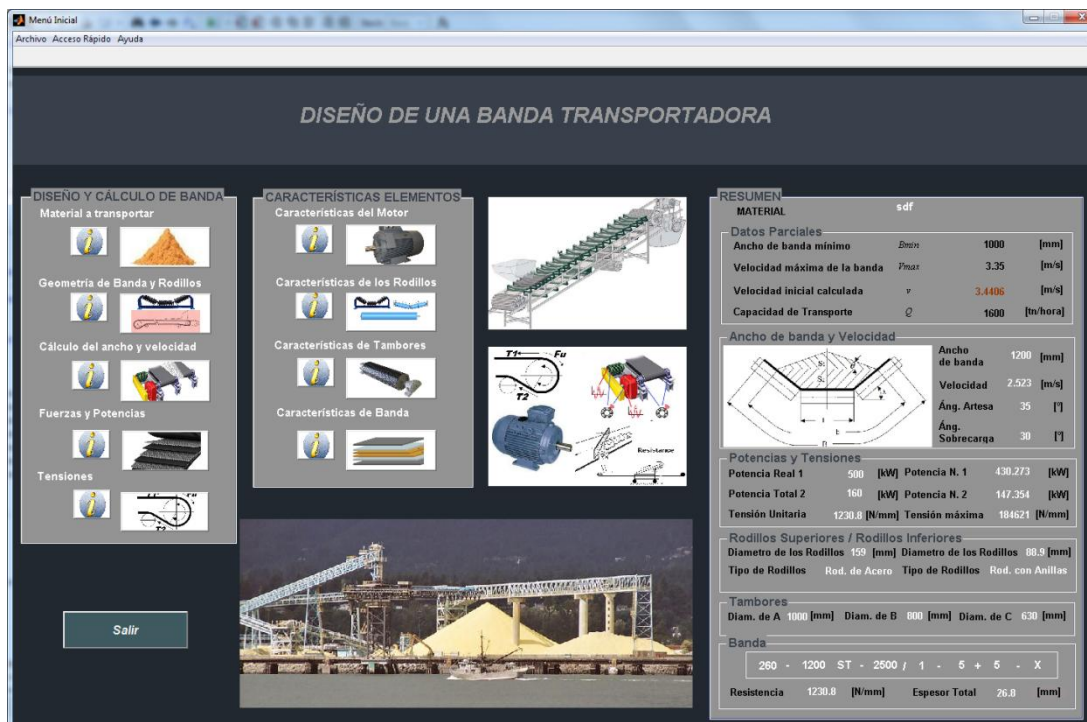 Menú Inicial
Archivo Acceso Rápido Ayuda
DISEÑO DE UNA BANDA TRANSPORTADORA
DISEÑO Y CÁLCULO DE BANDA
Material a transportar
Geometría de Banda y Rodillos
Cálculo del ancho y velocidad
Fuerzas y Potencias
Tensiones
T2
Salir
CARACTERÍSTICAS ELEMENTOS
Características del Motor
Características de los Rodillos
Características de Tambores
Características de Banda
T1 Fu
T2
Resistance
RESUMEN
MATERIAL sdf
Datos Parciales
Ancho de banda mínimo Bmin 1000 [mm]
Velocidad máxima de la banda Vmax 3.35 [m/s]
Velocidad inicial calculada v 3.4406 [m/s]
Capacidad de Transporte Q 1600 [tn/hora]
Ancho de banda y Velocidad
Ancho de banda 1200 [mm]
Velocidad 2.523 [m/s]
Áng. Artesa 35 [º]
Áng. Sobrecarga 30 [º]
Potencias y Tensiones
Potencia Real 1 500 [kW] Potencia N. 1 430.273 [kW]
Potencia Total 2 160 [kW] Potencia N. 2 147.354 [kW]
Tensión Unitaria 1230.8 [N/mm] Tensión máxima 184621 [N/mm]
Rodillos Superiores / Rodillos Inferiores
Diametro de los Rodillos 159 [mm] Diametro de los Rodillos 88.9 [mm]
Tipo de Rodillos Rod. de Acero Tipo de Rodillos Rod. con Anillas
Tambores
Diam. de A 1000 [mm] Diam. de B 800 [mm] Diam. de C 630 [mm]
Banda
260 - 1200 ST - 2500 / 1 - 5 + 5 - X
Resistencia 1230.8 [N/mm] Espesor Total 26.8 [mm]